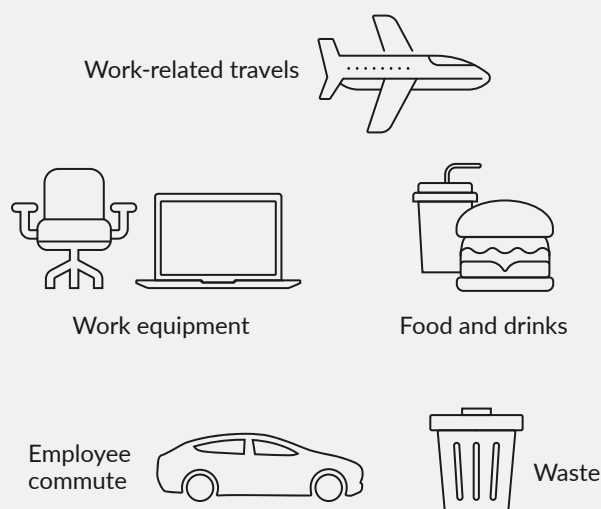 Work-related travels
Work equipment
Food and drinks
Employee
commute
Waste